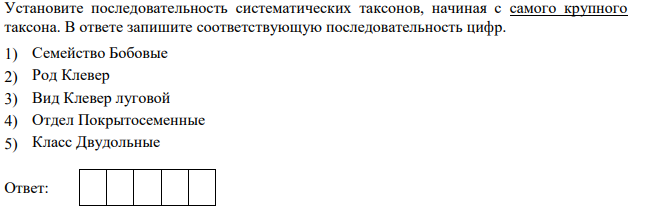 Установите последовательность систематических таксонов, начиная с самого крупного
таксона. В ответе запишите соответствующую последовательность цифр.
1) Семейство Бобовые
2) Род Клевер
3) Вид Клевер луговой
4) Отдел Покрытосеменные
5) Класс Двудольные
Ответ: